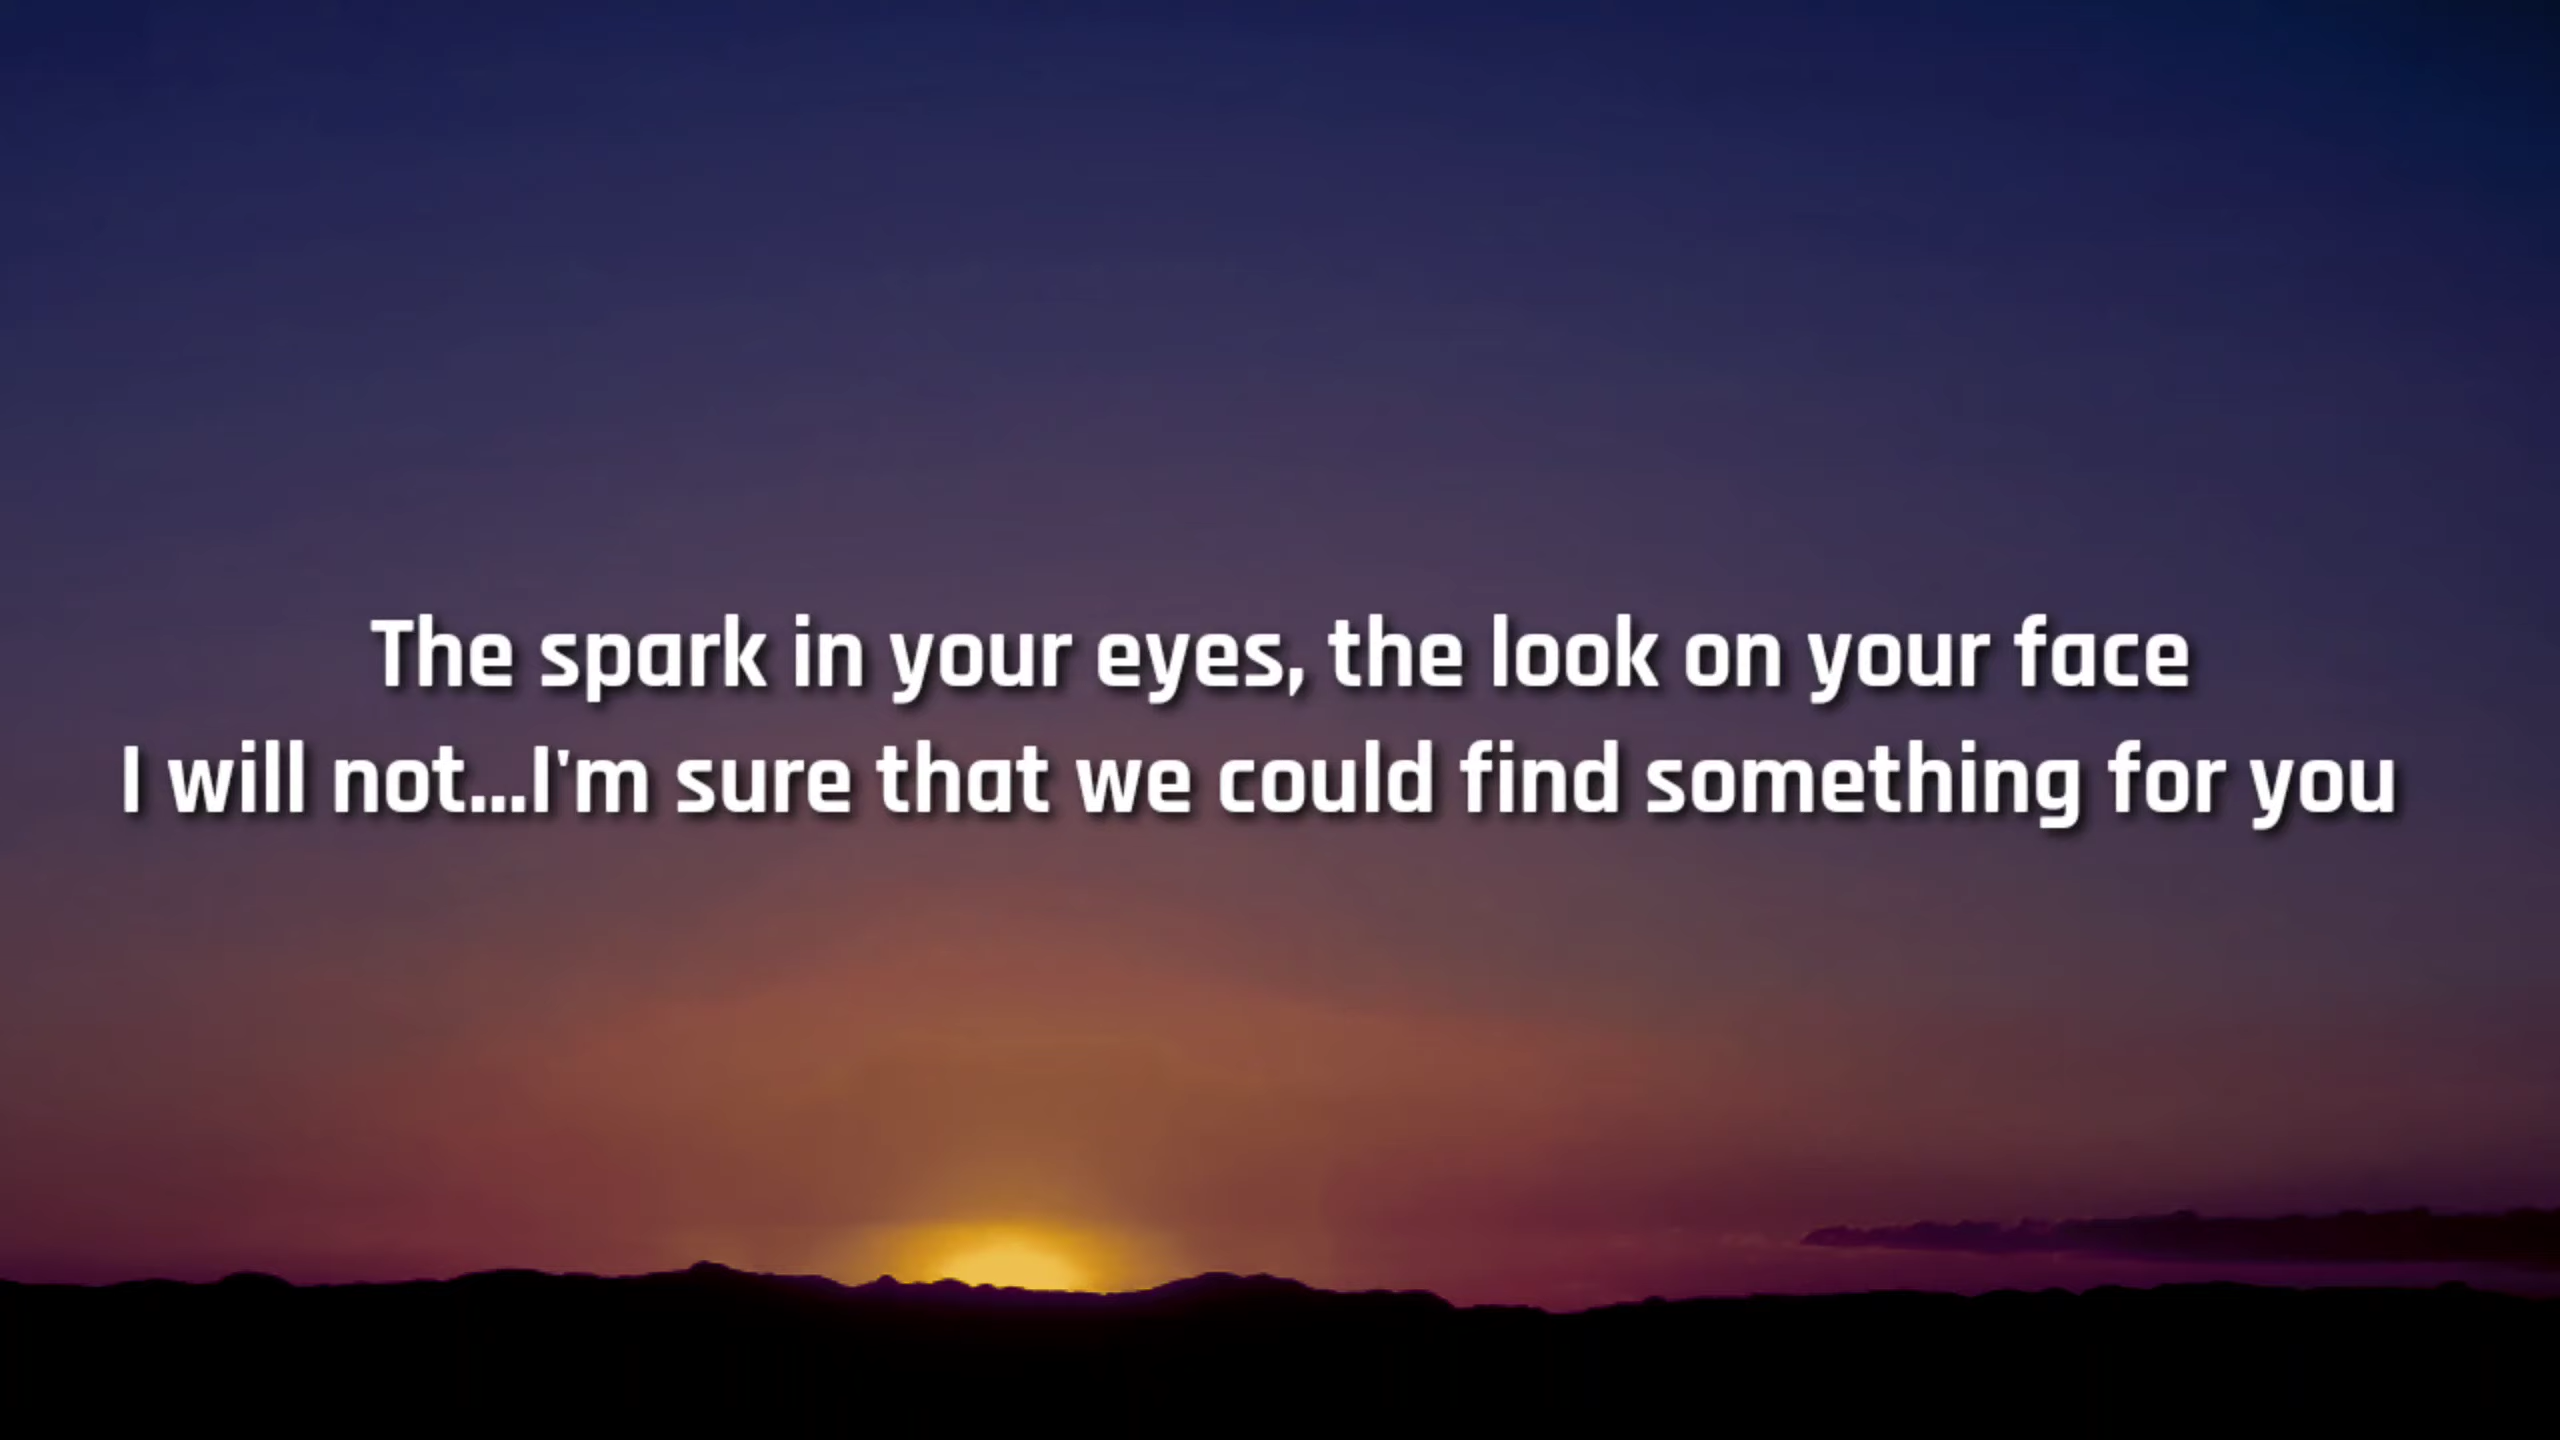 The spark in your eyes, the look on your face
I will not...I'm sure that we could find something for you